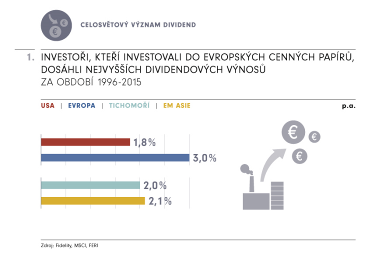 CELOSVĚTOVÝ VÝZNAM DIVIDEND
1. INVESTOŘI, KTEŘÍ INVESTOVALI DO EVROPSKÝCH CENNÝCH PAPÍRŮ,
DOSÁHLI NEJVYŠŠÍCH DIVIDENDOVÝCH VÝNOSŮ
ZA OBDOBÍ 1996-2015
USA | EVROPA | TICHOMOŘÍ | EM ASIE p.a.
1,8%
3,0%
2,0%
2,1%
€ €
€
Zdroj: Fidelity, MSCI, FERI